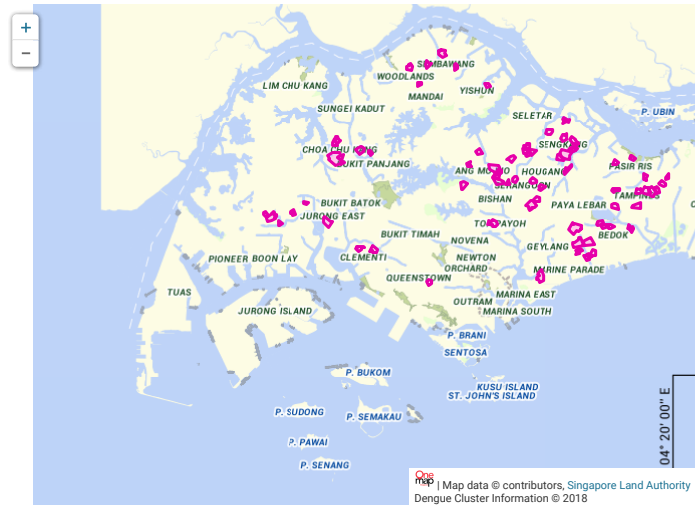 +
−
SEMBAWANG
WOODLANDS
LIM CHU KANG
YISHUN
MANDAI
SUNGEI KADUT
P. UBIN
SELETAR
SENGKANG
CHOA CHU KANG
BUKIT PANJANG
PASIR RIS
ANG MO KIO
HOUGANG
SERANGOON
TAMPINES
BISHAN
BUKIT BATOK
PAYA LEBAR
JURONG EAST
TOA PAYOH
BUKIT TIMAH
BEDOK
NOVENA
GEYLANG
CLEMENTI
NEWTON
PIONEER
BOON LAY
ORCHARD
MARINE PARADE
QUEENSTOWN
TUAS
MARINA EAST
OUTRAM
JURONG ISLAND
MARINA SOUTH
P. BRANI
SENTOSA
P. BUKOM
KUSU ISLAND
ST. JOHN'S ISLAND
P. SUDONG
P. SEMAKAU
P. PAWAI
P. SENANG
04° 20' 00" E
One
map | Map data © contributors, Singapore Land Authority
Dengue Cluster Information © 2018